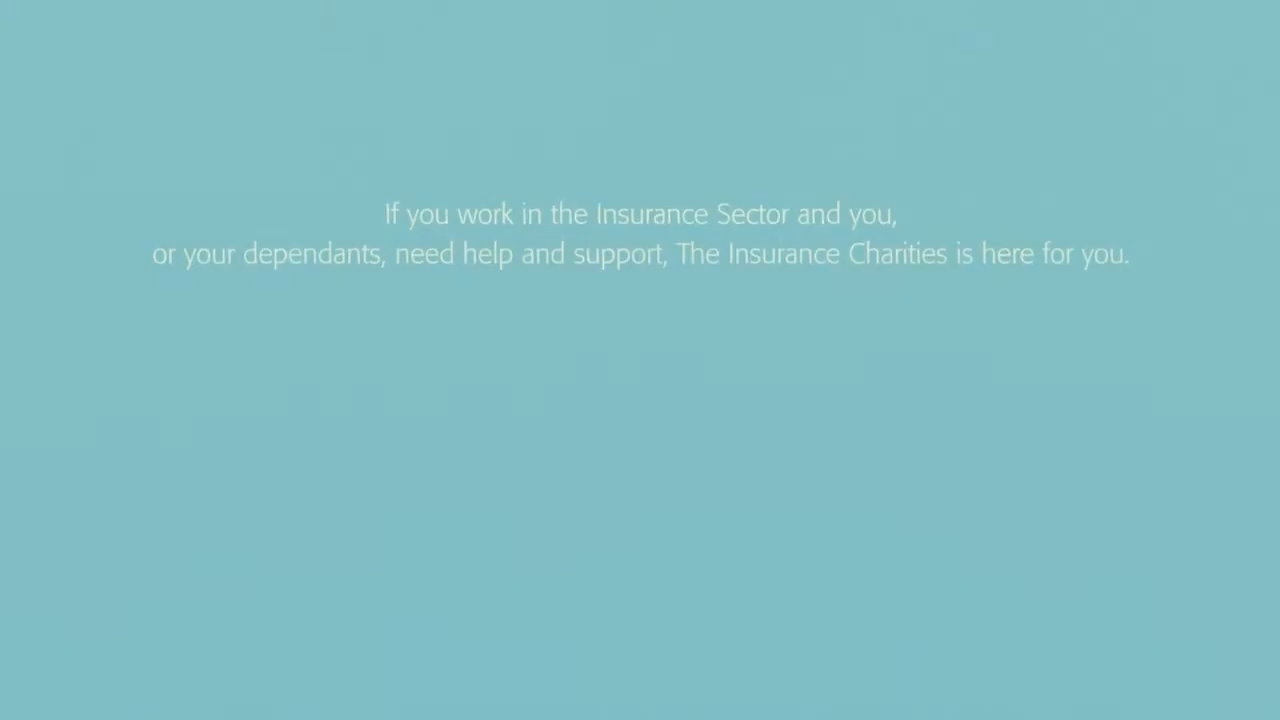 If you work in the Insurance Sector and you,
or your dependants, need help and support, The Insurance Charities is here for you.